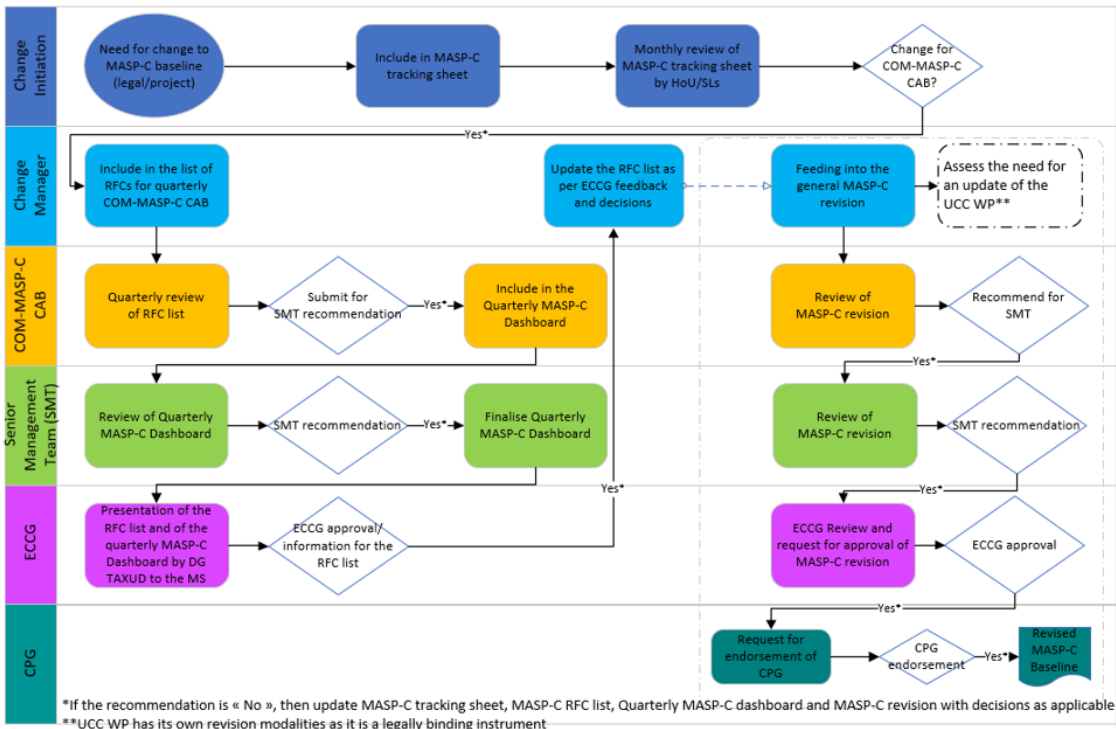 Change
Initiation
Need for change to
MASP-C baseline
(legal/project)
Include in MASP-C
tracking sheet
Monthly review of
MASP-C tracking sheet
by HoU/SLs
Change for
COM-MASP-C
CAB?
Yes*
Change
Manager
Include in the list of
RFCs for quarterly
COM-MASP-C CAB
Update the RFC list as
per ECCG feedback
and decisions
Feeding into the
general MASP-C
revision
Assess the need for
an update of the
UCC WP**
COM-MASP-C
CAB
Quarterly review
of RFC list
Submit for
SMT recommendation
Yes*
Include in the
Quarterly MASP-C
Dashboard
Review of
MASP-C revision
Recommend for
SMT
Yes*
Senior
Management
Team (SMT)
Review of Quarterly
MASP-C Dashboard
SMT recommendation
Yes*
Finalise Quarterly
MASP-C Dashboard
Review of
MASP-C revision
SMT recommendation
Yes*
Yes*
ECCG
Presentation of the
RFC list and of the
quarterly MASP-C
Dashboard by DG
TAXUD to the MS
ECCG approval/
information for the
RFC list
ECCG Review and
request for approval of
MASP-C revision
ECCG approval
Yes*
CPG
Request for
endorsement of
CPG
CPG
endorsement
Yes*
Revised
MASP-C
Baseline
*If the recommendation is « No », then update MASP-C tracking sheet, MASP-C RFC list, Quarterly MASP-C dashboard and MASP-C revision with decisions as applicable
**UCC WP has its own revision modalities as it is a legally binding instrument